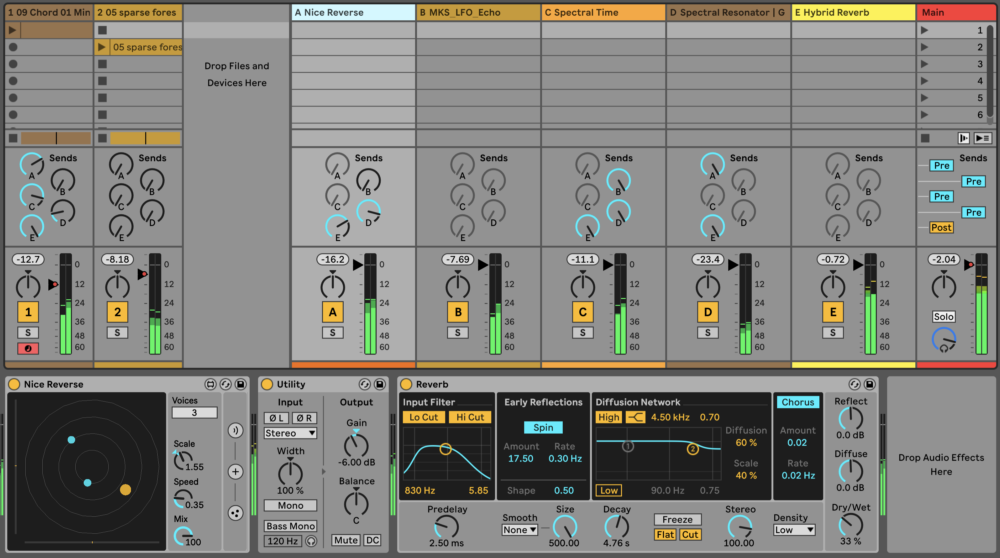 1 09 Chord 01 Min
2 05 sparse fores
A Nice Reverse
B MKS_LFO_Echo
C Spectral Time
D Spectral Resonator | G
E Hybrid Reverb
Main
1
05 sparse fores
2
3
4
5
6
Drop Files and
Devices Here
Sends
A
B
C
D
E
Sends
A
B
C
D
E
Sends
A
B
C
D
E
Sends
A
B
C
D
E
Sends
A
B
C
D
E
Sends
A
B
C
D
E
Sends
A
B
C
D
E
Sends
Pre
Pre
Pre
Pre
Post
-12.7
0
12
24
36
48
60
1
S
-8.18
0
12
24
36
48
60
2
S
-16.2
0
12
24
36
48
60
A
S
-7.69
0
12
24
36
48
60
B
S
-11.1
0
12
24
36
48
60
C
S
-23.4
0
12
24
36
48
60
D
S
-0.72
0
12
24
36
48
60
E
S
-2.04
Solo
Nice Reverse
Voices
3
Scale
1.55
Speed
0.35
Mix
100
Utility
Input
Ø L
Ø R
Stereo
Width
100 %
Mono
Bass Mono
120 Hz
Output
Gain
-6.00 dB
Balance
C
Mute
DC
Reverb
Input Filter
Lo Cut
Hi Cut
830 Hz
5.85
Early Reflections
Spin
Amount
Rate
17.50
0.30 Hz
Shape
0.50
Diffusion Network
High
4.50 kHz
0.70
1
2
Diffusion
60 %
Scale
40 %
Low
90.0 Hz
0.75
Chorus
Amount
0.02
Rate
0.02 Hz
Reflect
0.0 dB
Diffuse
0.0 dB
Dry/Wet
33 %
Predelay
2.50 ms
Smooth
None
Size
500.00
Decay
4.76 s
Freeze
Flat
Cut
Stereo
100.00
Density
Low
Drop Audio Effects
Here